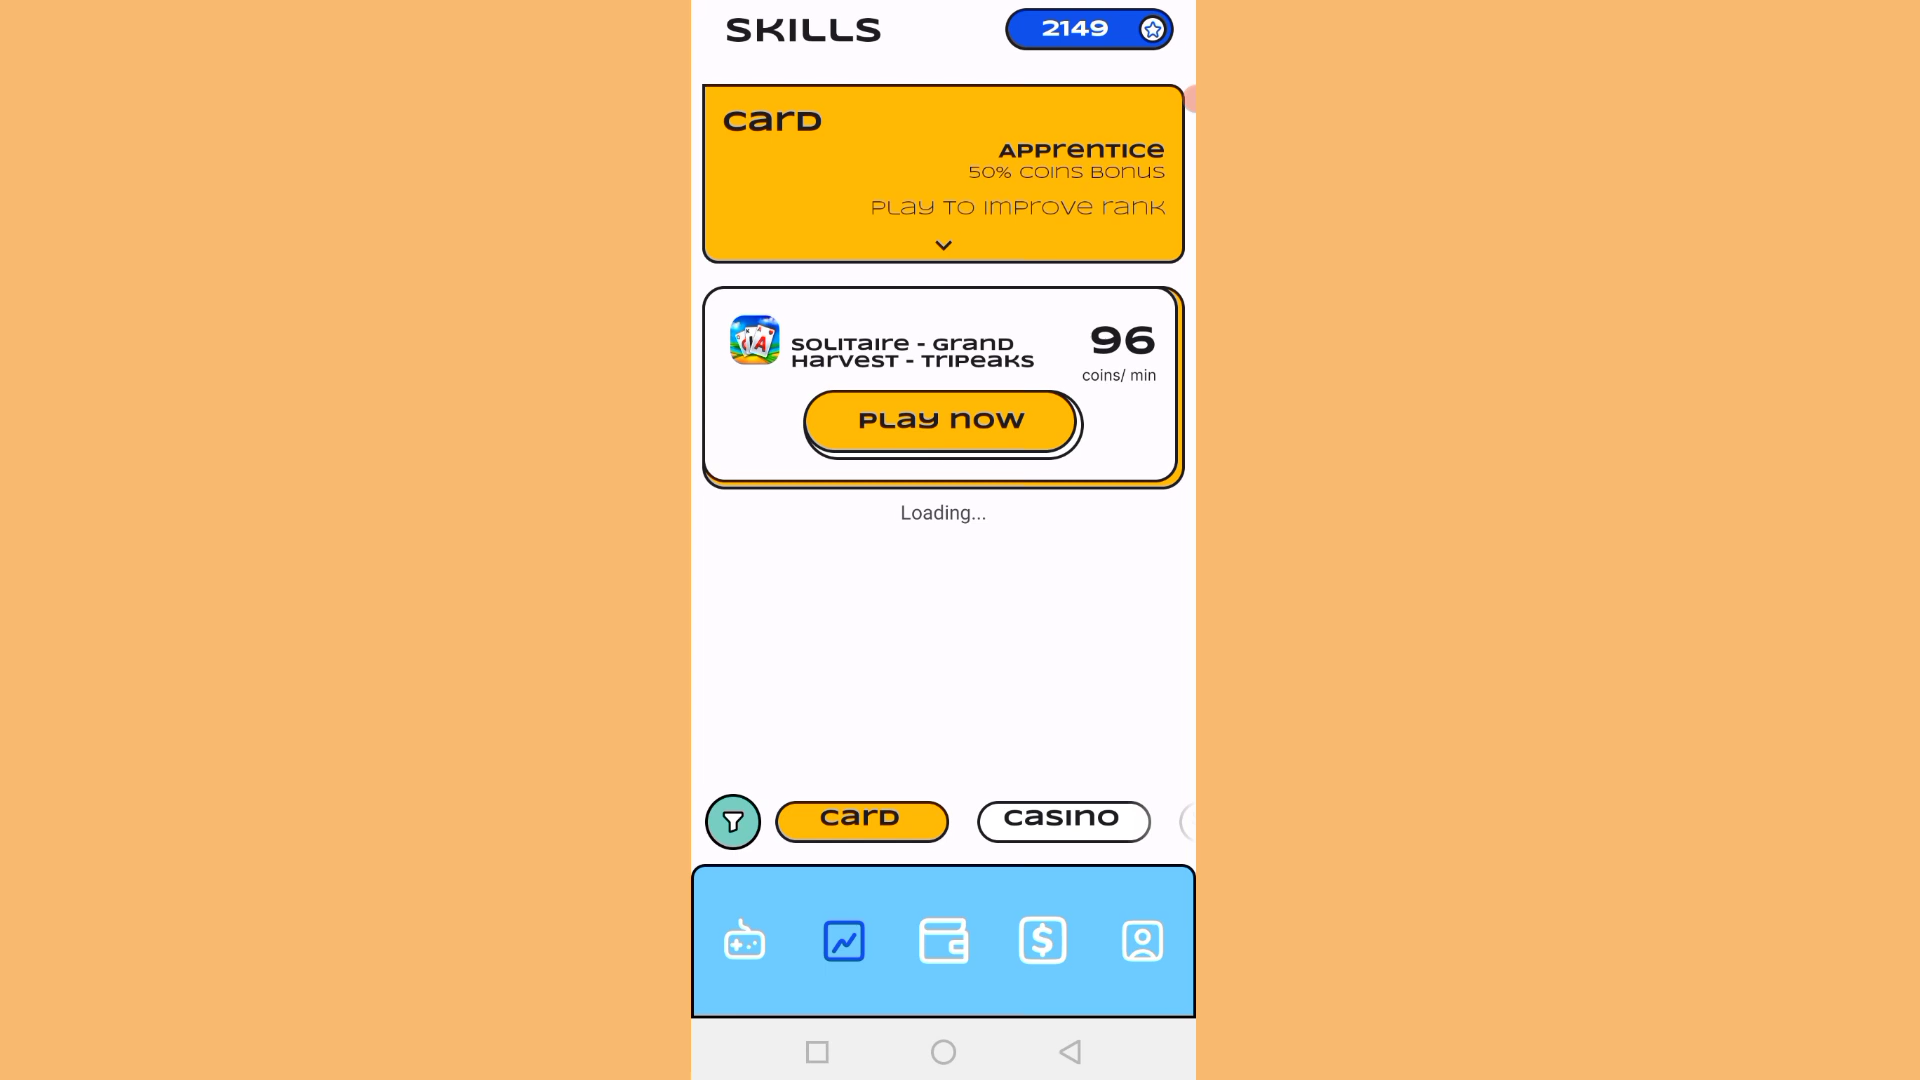 SKILLS
2149
Card
Apprentice
50% Coins Bonus
Play to improve rank
Solitaire - Grand
Harvest - Tripeaks
96
coins/ min
Play now
Loading...
Card
Casino